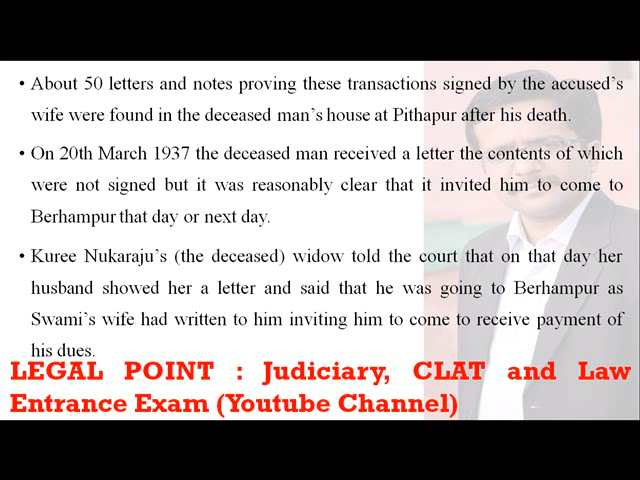 • About 50 letters and notes proving these transactions signed by the accused's
wife were found in the deceased man's house at Pithapur after his death.
• On 20th March 1937 the deceased man received a letter the contents of which
were not signed but it was reasonably clear that it invited him to come to
Berhampur that day or next day.
• Kuree Nukaraju's (the deceased) widow told the court that on that day her
husband showed her a letter and said that he was going to Berhampur as
Swami's wife had written to him inviting him to come to receive payment of
his dues.
LEGAL POINT : Judiciary, CLAT and Law
Entrance Exam (Youtube Channel)